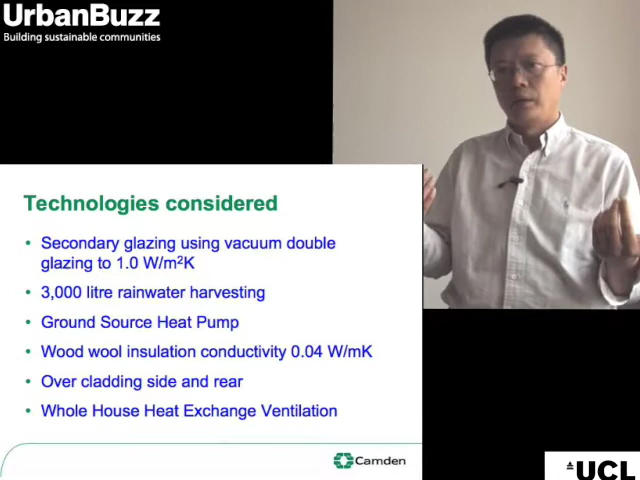 UrbanBuzz
Building sustainable communities
Technologies considered
• Secondary glazing using vacuum double
glazing to 1.0 W/m²K
• 3,000 litre rainwater harvesting
• Ground Source Heat Pump
• Wood wool insulation conductivity 0.04 W/mK
• Over cladding side and rear
• Whole House Heat Exchange Ventilation
Camden
UCL